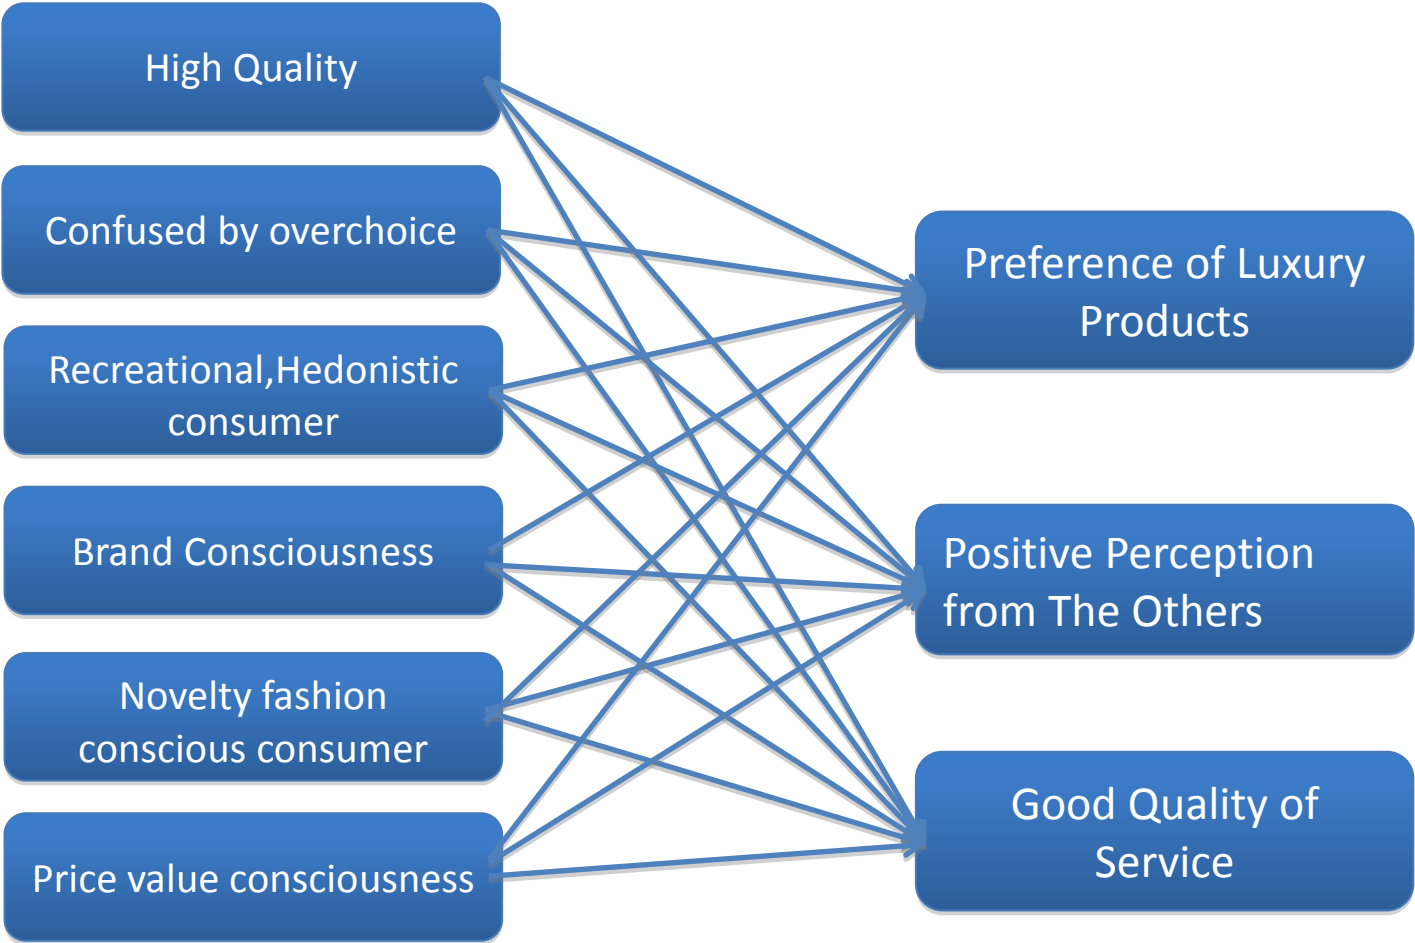 High Quality
Confused by overchoice
Recreational,Hedonistic
consumer
Brand Consciousness
Novelty fashion
conscious consumer
Price value consciousness
Preference of Luxury
Products
Positive Perception
from The Others
Good Quality of
Service